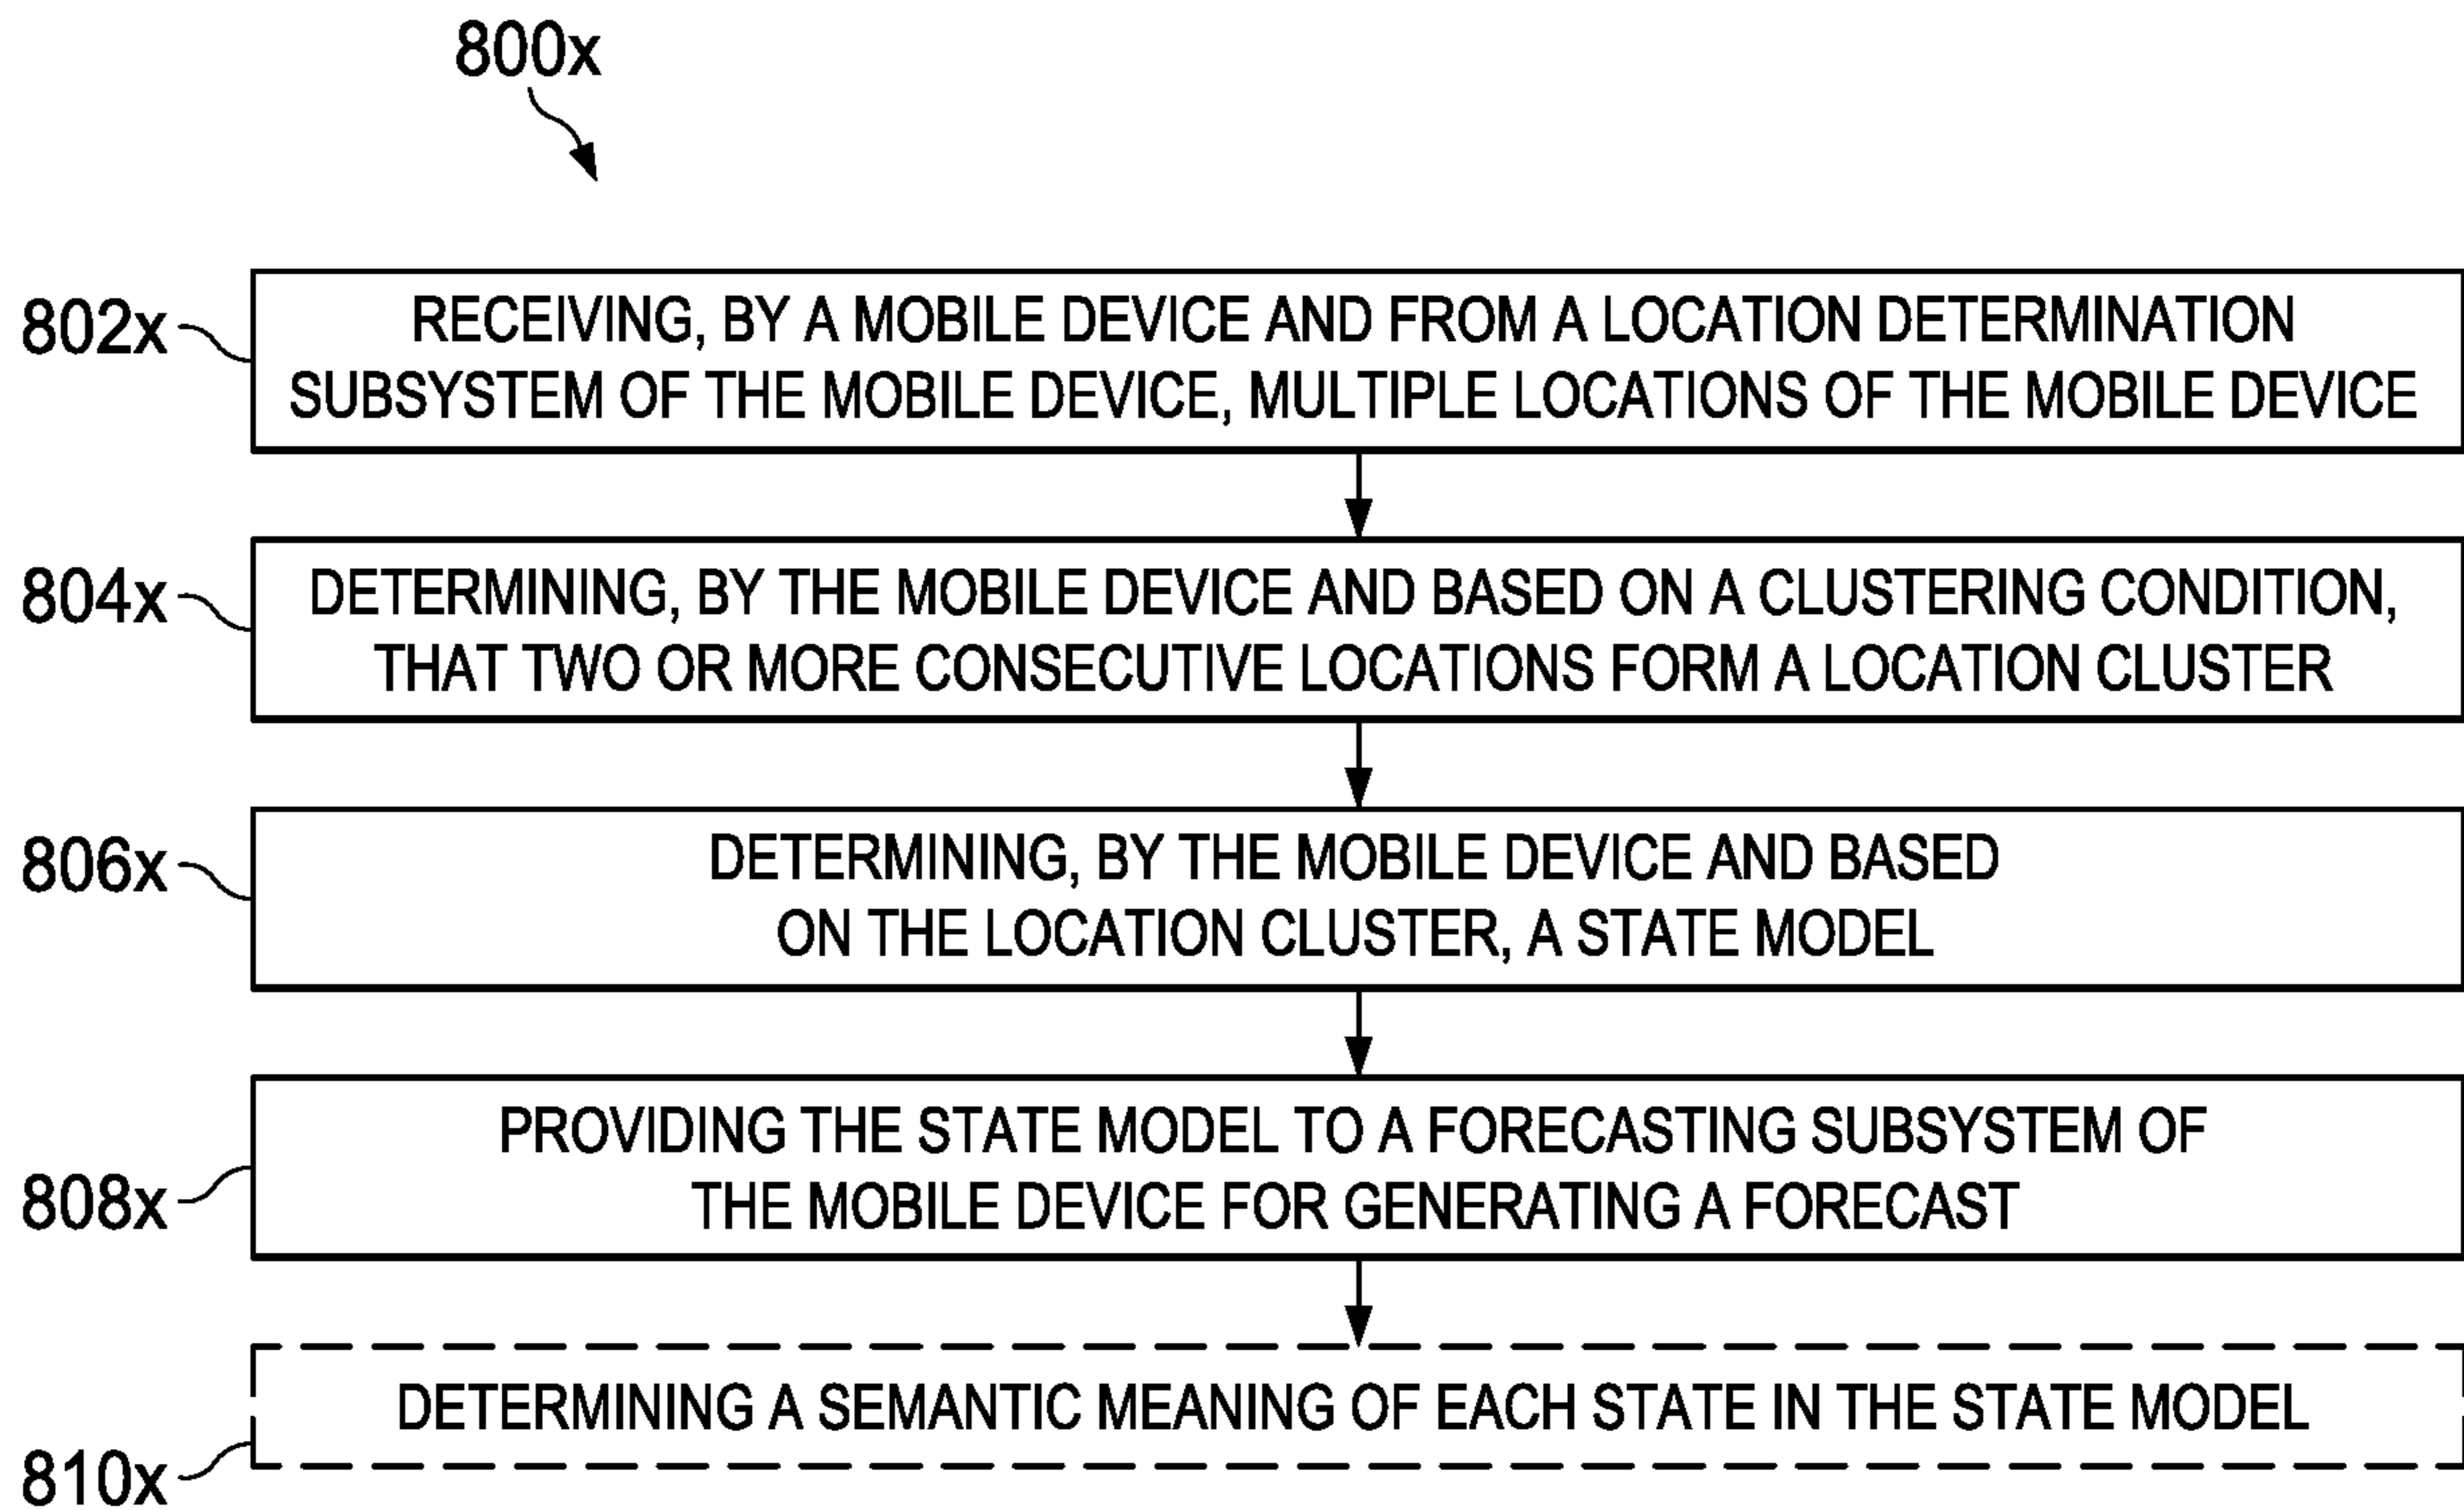 800x
802x
RECEIVING, BY A MOBILE DEVICE AND FROM A LOCATION DETERMINATION
SUBSYSTEM OF THE MOBILE DEVICE, MULTIPLE LOCATIONS OF THE MOBILE DEVICE
804x
DETERMINING, BY THE MOBILE DEVICE AND BASED ON A CLUSTERING CONDITION,
THAT TWO OR MORE CONSECUTIVE LOCATIONS FORM A LOCATION CLUSTER
806x
DETERMINING, BY THE MOBILE DEVICE AND BASED
ON THE LOCATION CLUSTER, A STATE MODEL
808x
PROVIDING THE STATE MODEL TO A FORECASTING SUBSYSTEM OF
THE MOBILE DEVICE FOR GENERATING A FORECAST
810x
DETERMINING A SEMANTIC MEANING OF EACH STATE IN THE STATE MODEL